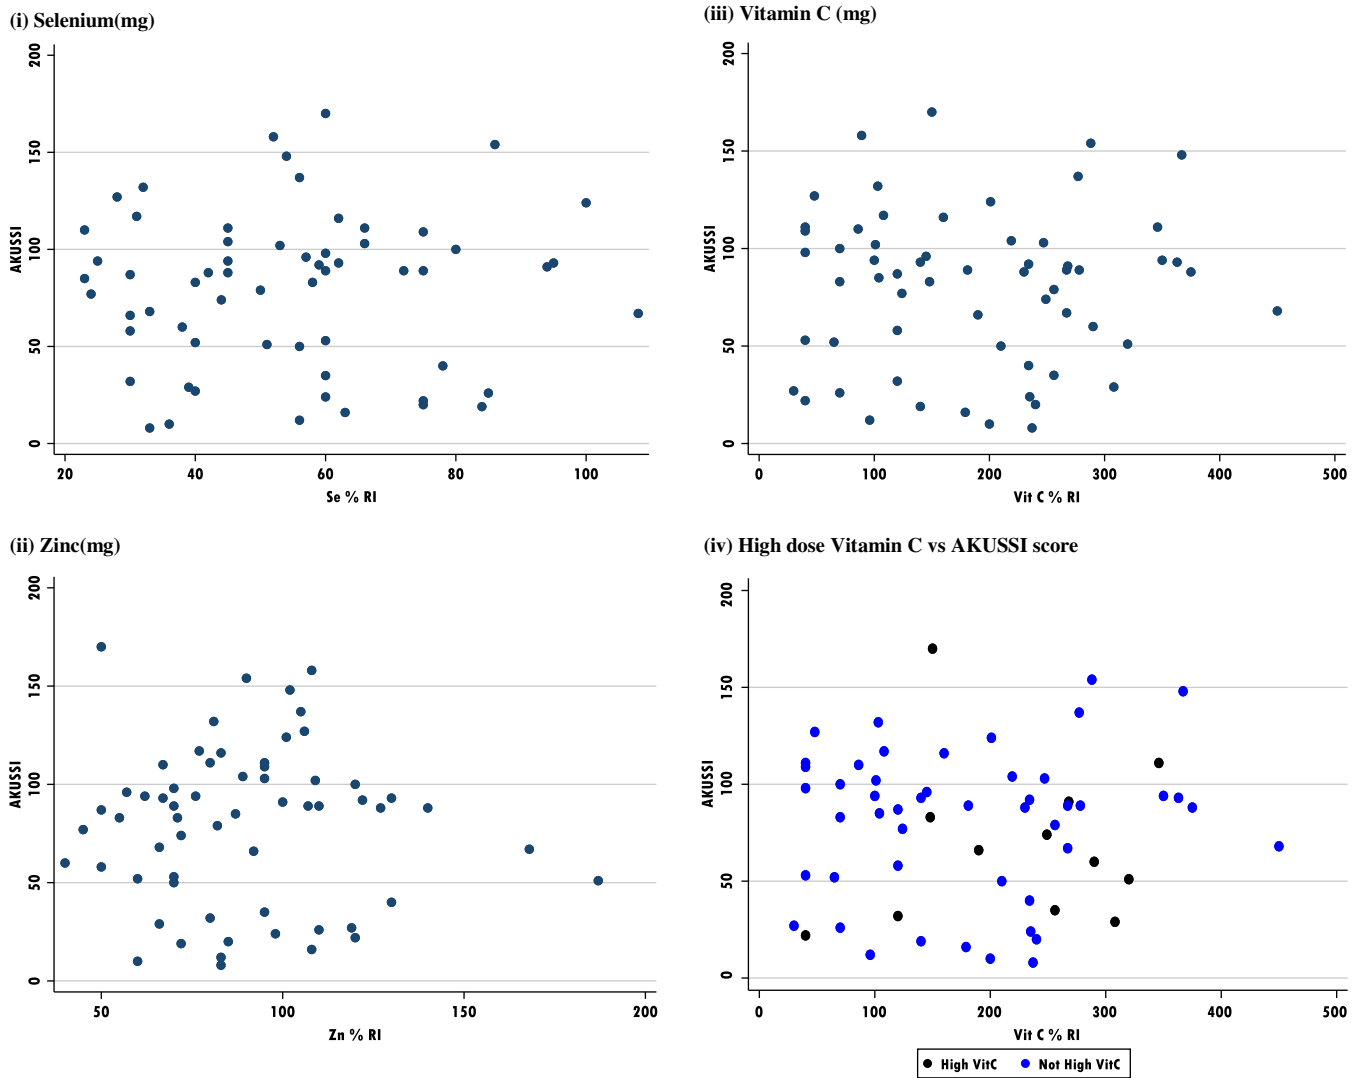 (i) Selenium(mg)
200
150
100
50
0
AKUSSI
20 40 60 80 100
Se % RI
(iii) Vitamin C (mg)
200
150
100
50
0
AKUSSI
0 100 200 300 400 500
Vit C % RI
(ii) Zinc(mg)
200
150
100
50
0
AKUSSI
50 100 150 200
Zn % RI
(iv) High dose Vitamin C vs AKUSSI score
200
150
100
50
0
AKUSSI
0 100 200 300 400 500
Vit C % RI
High VitC Not High VitC